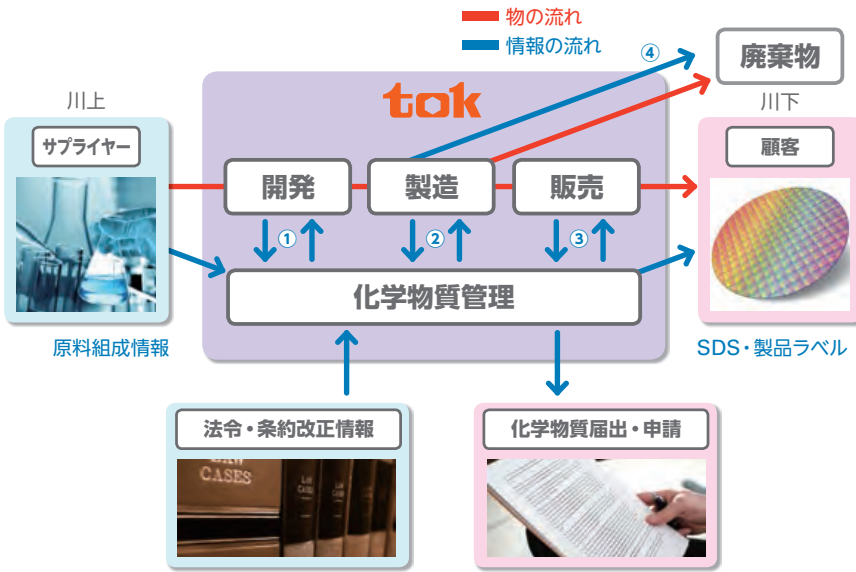 物の流れ
情報の流れ
④
廃棄物
tok
川上
川下
サプライヤー
顧客
開発
製造
販売
①
②
③
化学物質管理
原料組成情報
SDS・製品ラベル
法令・条約改正情報
化学物質届出・申請
LAW
CASES
LAW
CASES